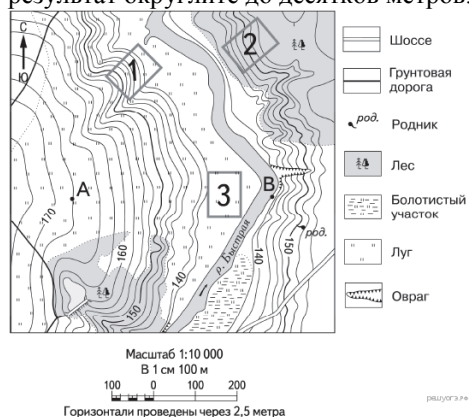 результат округлите до десятков метров.
С
Ю
1
2
3
А
В
170
160
150
140
140
150
р. Быстрая
род.
Шоссе
Грунтовая
дорога
род. Родник
Лес
Болотистый
участок
Луг
Овраг
Масштаб 1:10 000
В 1 см 100 м
100 0 100 200
Горизонтали проведены через 2,5 метра
решуогэ.рф